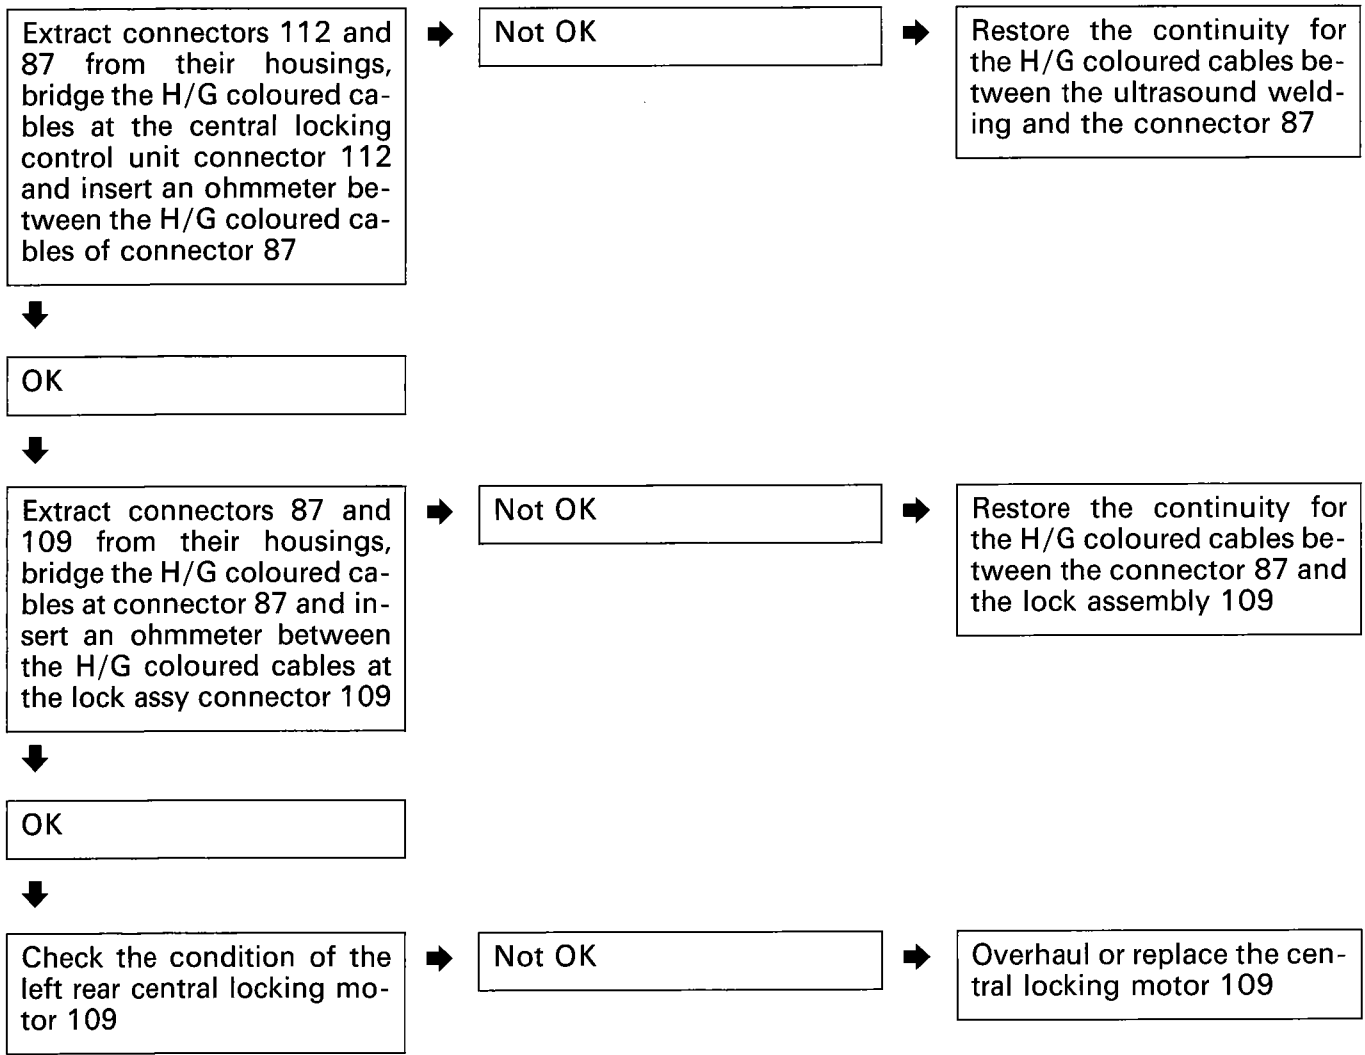 Extract connectors 112 and
87 from their housings,
bridge the H/G coloured ca-
bles at the central locking
control unit connector 112
and insert an ohmmeter be-
tween the H/G coloured ca-
bles of connector 87
Not OK
Restore the continuity for
the H/G coloured cables be-
tween the ultrasound weld-
ing and the connector 87
OK
Extract connectors 87 and
109 from their housings,
bridge the H/G coloured ca-
bles at connector 87 and in-
sert an ohmmeter between
the H/G coloured cables at
the lock assy connector 109
Not OK
Restore the continuity for
the H/G coloured cables be-
tween the connector 87 and
the lock assembly 109
OK
Check the condition of the
left rear central locking mo-
tor 109
Not OK
Overhaul or replace the cen-
tral locking motor 109